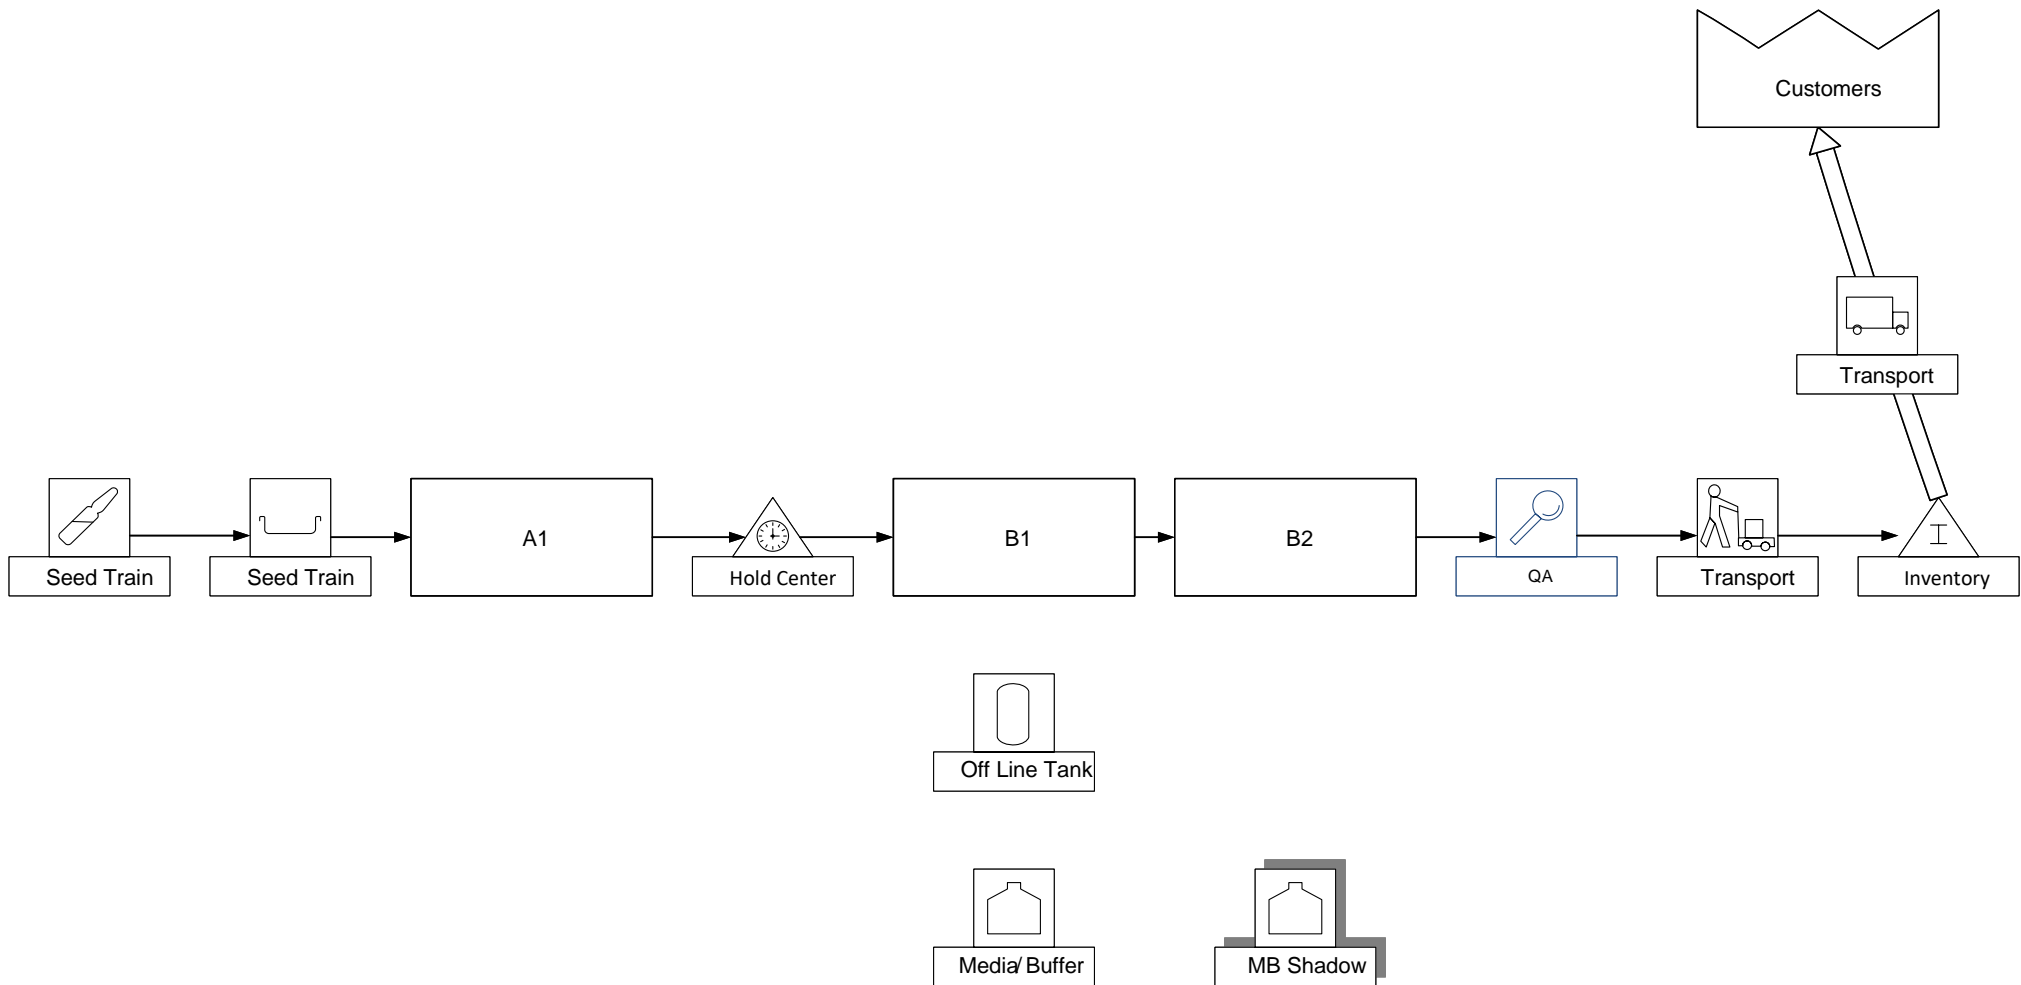 Customers
Transport
A1
B1
B2
Seed Train
Seed Train
Hold Center
QA
Transport
I
Inventory
Off Line Tank
Media/ Buffer
MB Shadow